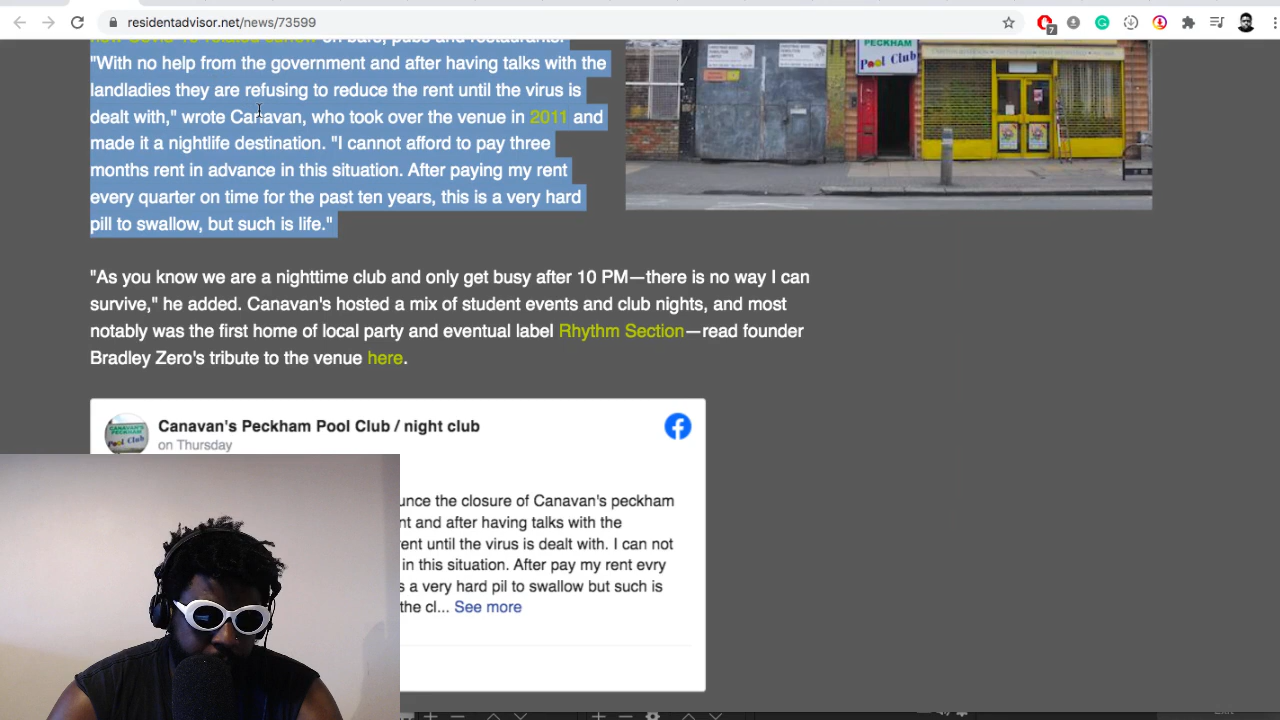 residentadvisor.net/news/73599
7
on bars, pubs and restaurants.
"With no help from the government and after having talks with the
landladies they are refusing to reduce the rent until the virus is
dealt with," wrote Canavan, who took over the venue in 2011 and
made it a nightlife destination. "I cannot afford to pay three
months rent in advance in this situation. After paying my rent
every quarter on time for the past ten years, this is a very hard
pill to swallow, but such is life."
PECKHAM
Pool Club
"As you know we are a nighttime club and only get busy after 10 PM—there is no way I can
survive," he added. Canavan's hosted a mix of student events and club nights, and most
notably was the first home of local party and eventual label Rhythm Section—read founder
Bradley Zero's tribute to the venue here.
Canavan's Peckham Pool Club / night club
on Thursday
unce the closure of Canavan's peckham
nt and after having talks with the
ent until the virus is dealt with. I can not
in this situation. After pay my rent evry
s a very hard pil to swallow but such is
the cl... See more